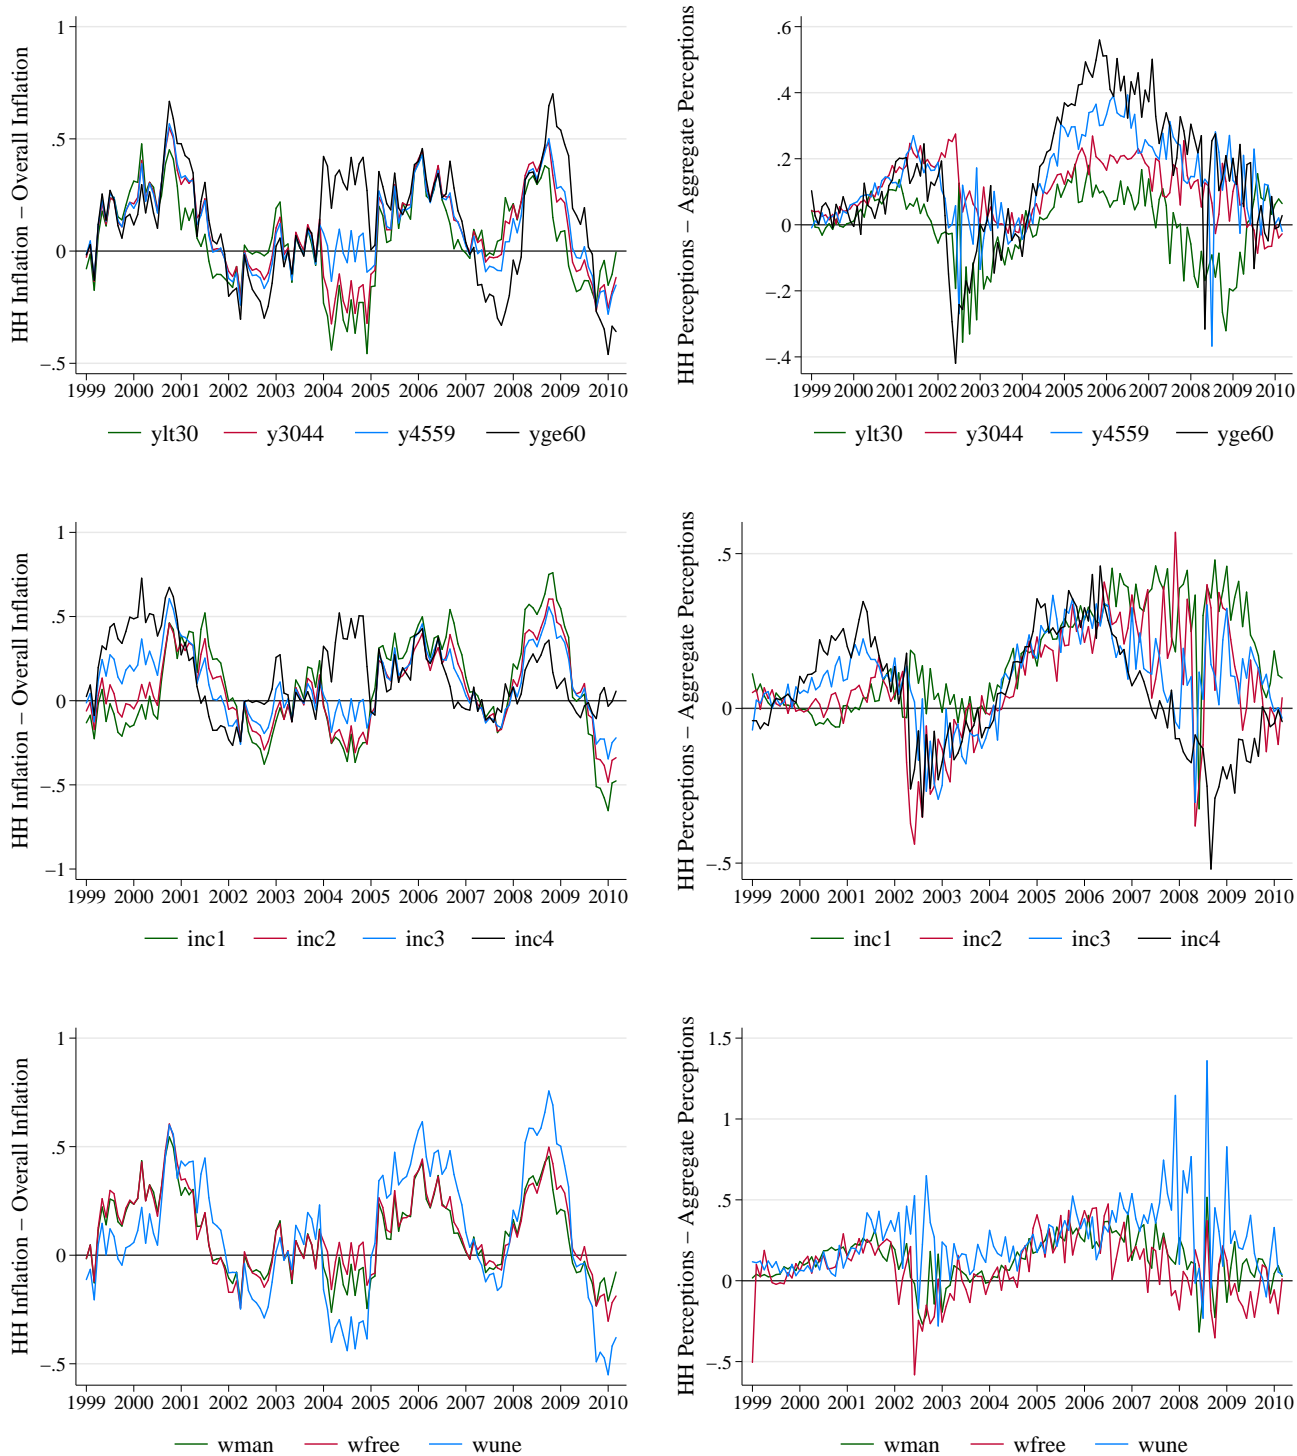 HH Inflation – Overall Inflation
1
.5
0
−.5
1999 2000 2001 2002 2003 2004 2005 2006 2007 2008 2009 2010
ylt30 y3044 y4559 yge60
HH Perceptions – Aggregate Perceptions
.6
.4
.2
0
−.2
−.4
1999 2000 2001 2002 2003 2004 2005 2006 2007 2008 2009 2010
ylt30 y3044 y4559 yge60
HH Inflation – Overall Inflation
1
.5
0
−.5
−1
1999 2000 2001 2002 2003 2004 2005 2006 2007 2008 2009 2010
inc1 inc2 inc3 inc4
HH Perceptions – Aggregate Perceptions
.5
0
−.5
1999 2000 2001 2002 2003 2004 2005 2006 2007 2008 2009 2010
inc1 inc2 inc3 inc4
HH Inflation – Overall Inflation
1
.5
0
−.5
1999 2000 2001 2002 2003 2004 2005 2006 2007 2008 2009 2010
wman wfree wune
HH Perceptions – Aggregate Perceptions
1.5
1
.5
0
−.5
1999 2000 2001 2002 2003 2004 2005 2006 2007 2008 2009 2010
wman wfree wune